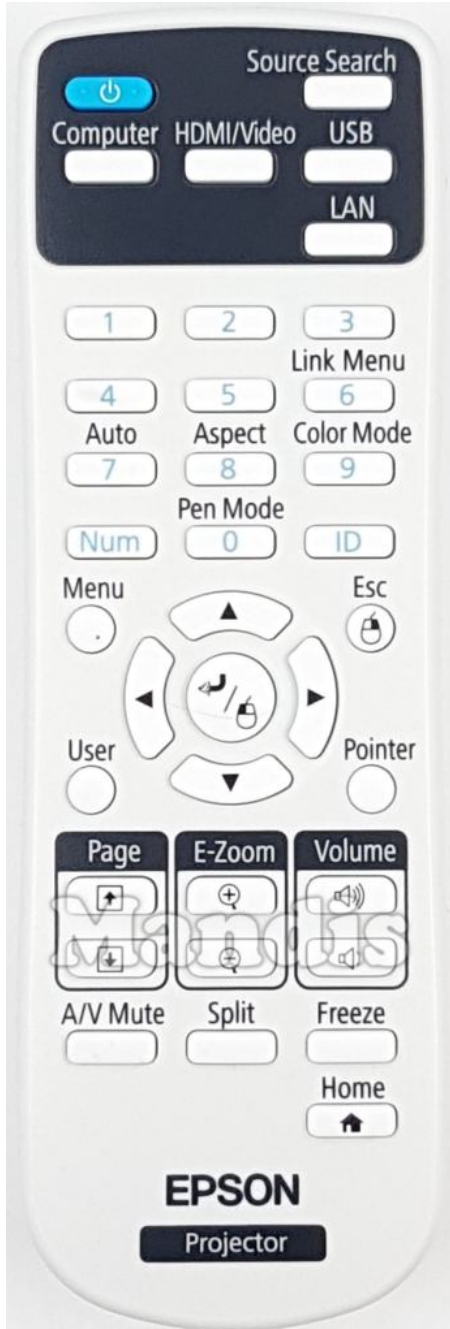 Source Search
Computer HDMI/Video USB
LAN
1 2 3
Link Menu
4 5 6
Auto Aspect Color Mode
7 8 9
Pen Mode
Num 0 ID
Menu Esc
User Pointer
Page E-Zoom Volume
Mandis
A/V Mute Split Freeze
Home
EPSON
Projector